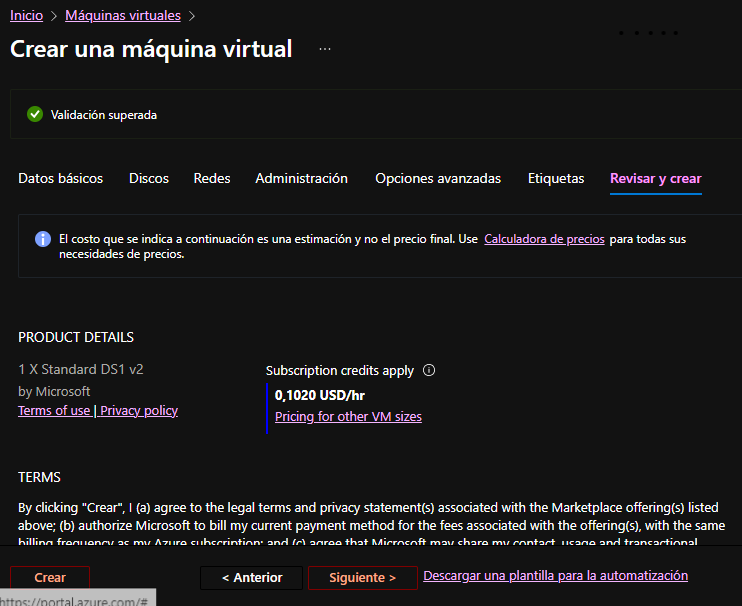 Inicio > Máquinas virtuales >
Crear una máquina virtual ...
Validación superada
Datos básicos Discos Redes Administración Opciones avanzadas Etiquetas Revisar y crear
El costo que se indica a continuación es una estimación y no el precio final. Use Calculadora de precios para todas sus
necesidades de precios.
PRODUCT DETAILS
1 X Standard DS1 v2
by Microsoft
Terms of use | Privacy policy
Subscription credits apply
0,1020 USD/hr
Pricing for other VM sizes
TERMS
By clicking "Crear", I (a) agree to the legal terms and privacy statement(s) associated with the Marketplace offering(s) listed
above; (b) authorize Microsoft to bill my current payment method for the fees associated with the offering(s), with the same
billing frequency as my Azure subscription; and (c) agree that Microsoft may share my contact, usage and transactional
Crear < Anterior Siguiente > Descargar una plantilla para la automatización
https://portal.azure.com/#